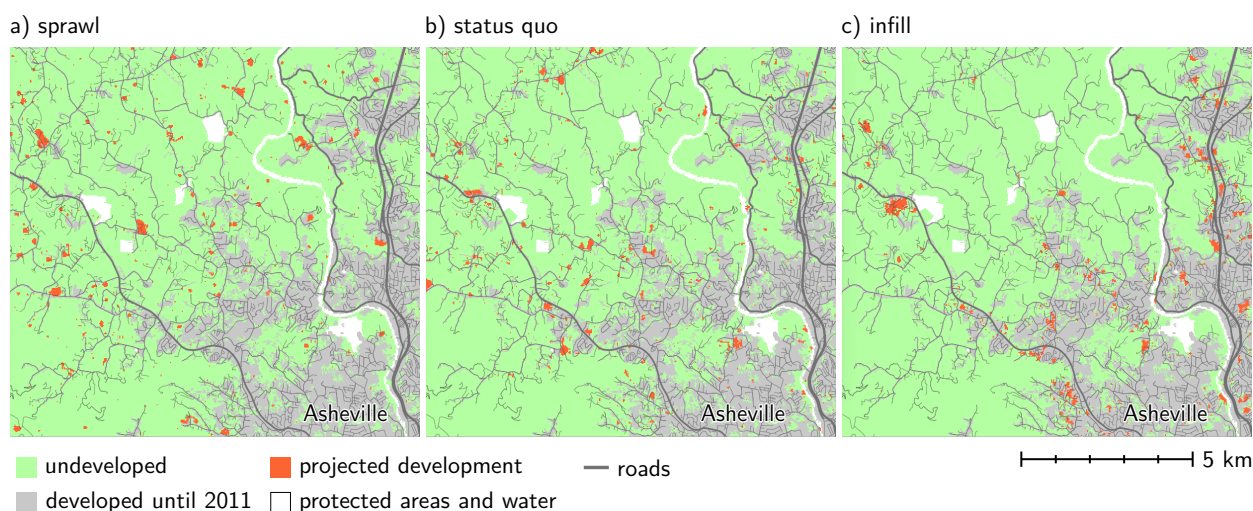 a) sprawl
b) status quo
c) infill
Asheville
Asheville
Asheville
undeveloped
projected development
roads
5 km
developed until 2011
protected areas and water